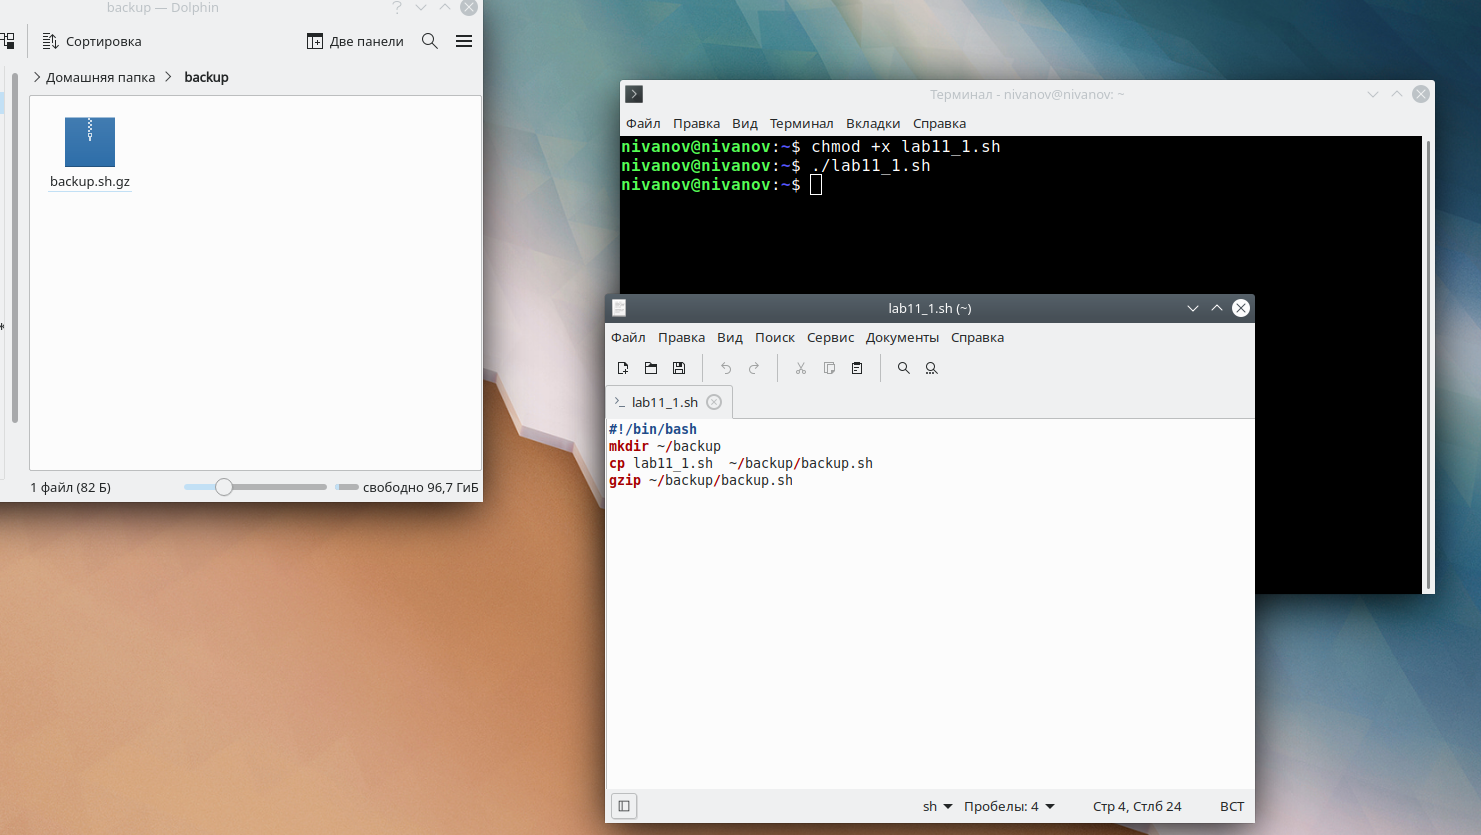 backup — Dolphin
Сортировка
Две панели
Домашняя папка
backup
backup.sh.gz
1 файл (82 Б)
свободно 96,7 ГиБ
Терминал - nivanov@nivanov: ~
Файл Правка Вид Терминал Вкладки Справка
nivanov@nivanov:~$ chmod +x lab11_1.sh
nivanov@nivanov:~$ ./lab11_1.sh
nivanov@nivanov:~$
lab11_1.sh (~)
Файл Правка Вид Поиск Сервис Документы Справка
lab11_1.sh
#!/bin/bash
mkdir ~/backup
cp lab11_1.sh  ~/backup/backup.sh
gzip ~/backup/backup.sh
sh Пробелы: 4 Стр 4, Стлб 24 ВСТ